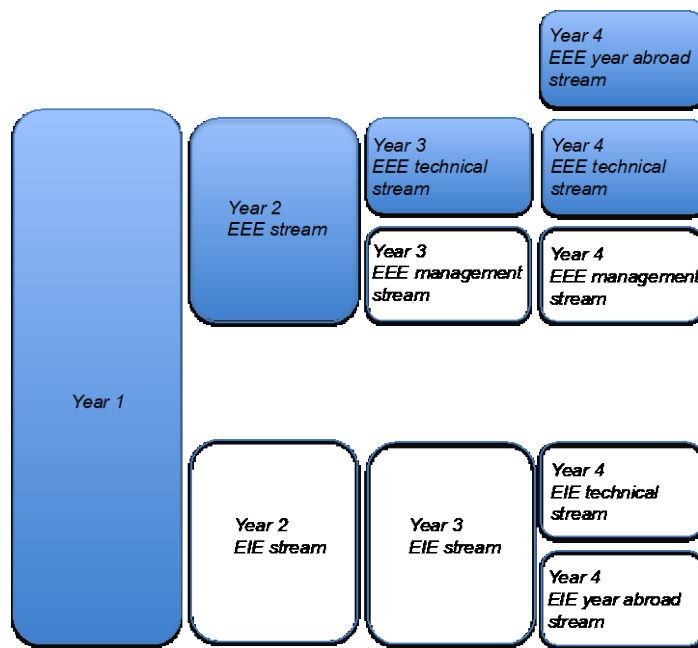 Year 4
EEE year abroad
stream
Year 3
EEE technical
stream
Year 4
EEE technical
stream
Year 2
EEE stream
Year 3
EEE management
stream
Year 4
EEE management
stream
Year 1
Year 2
EIE stream
Year 3
EIE stream
Year 4
EIE technical
stream
Year 4
EIE year abroad
stream